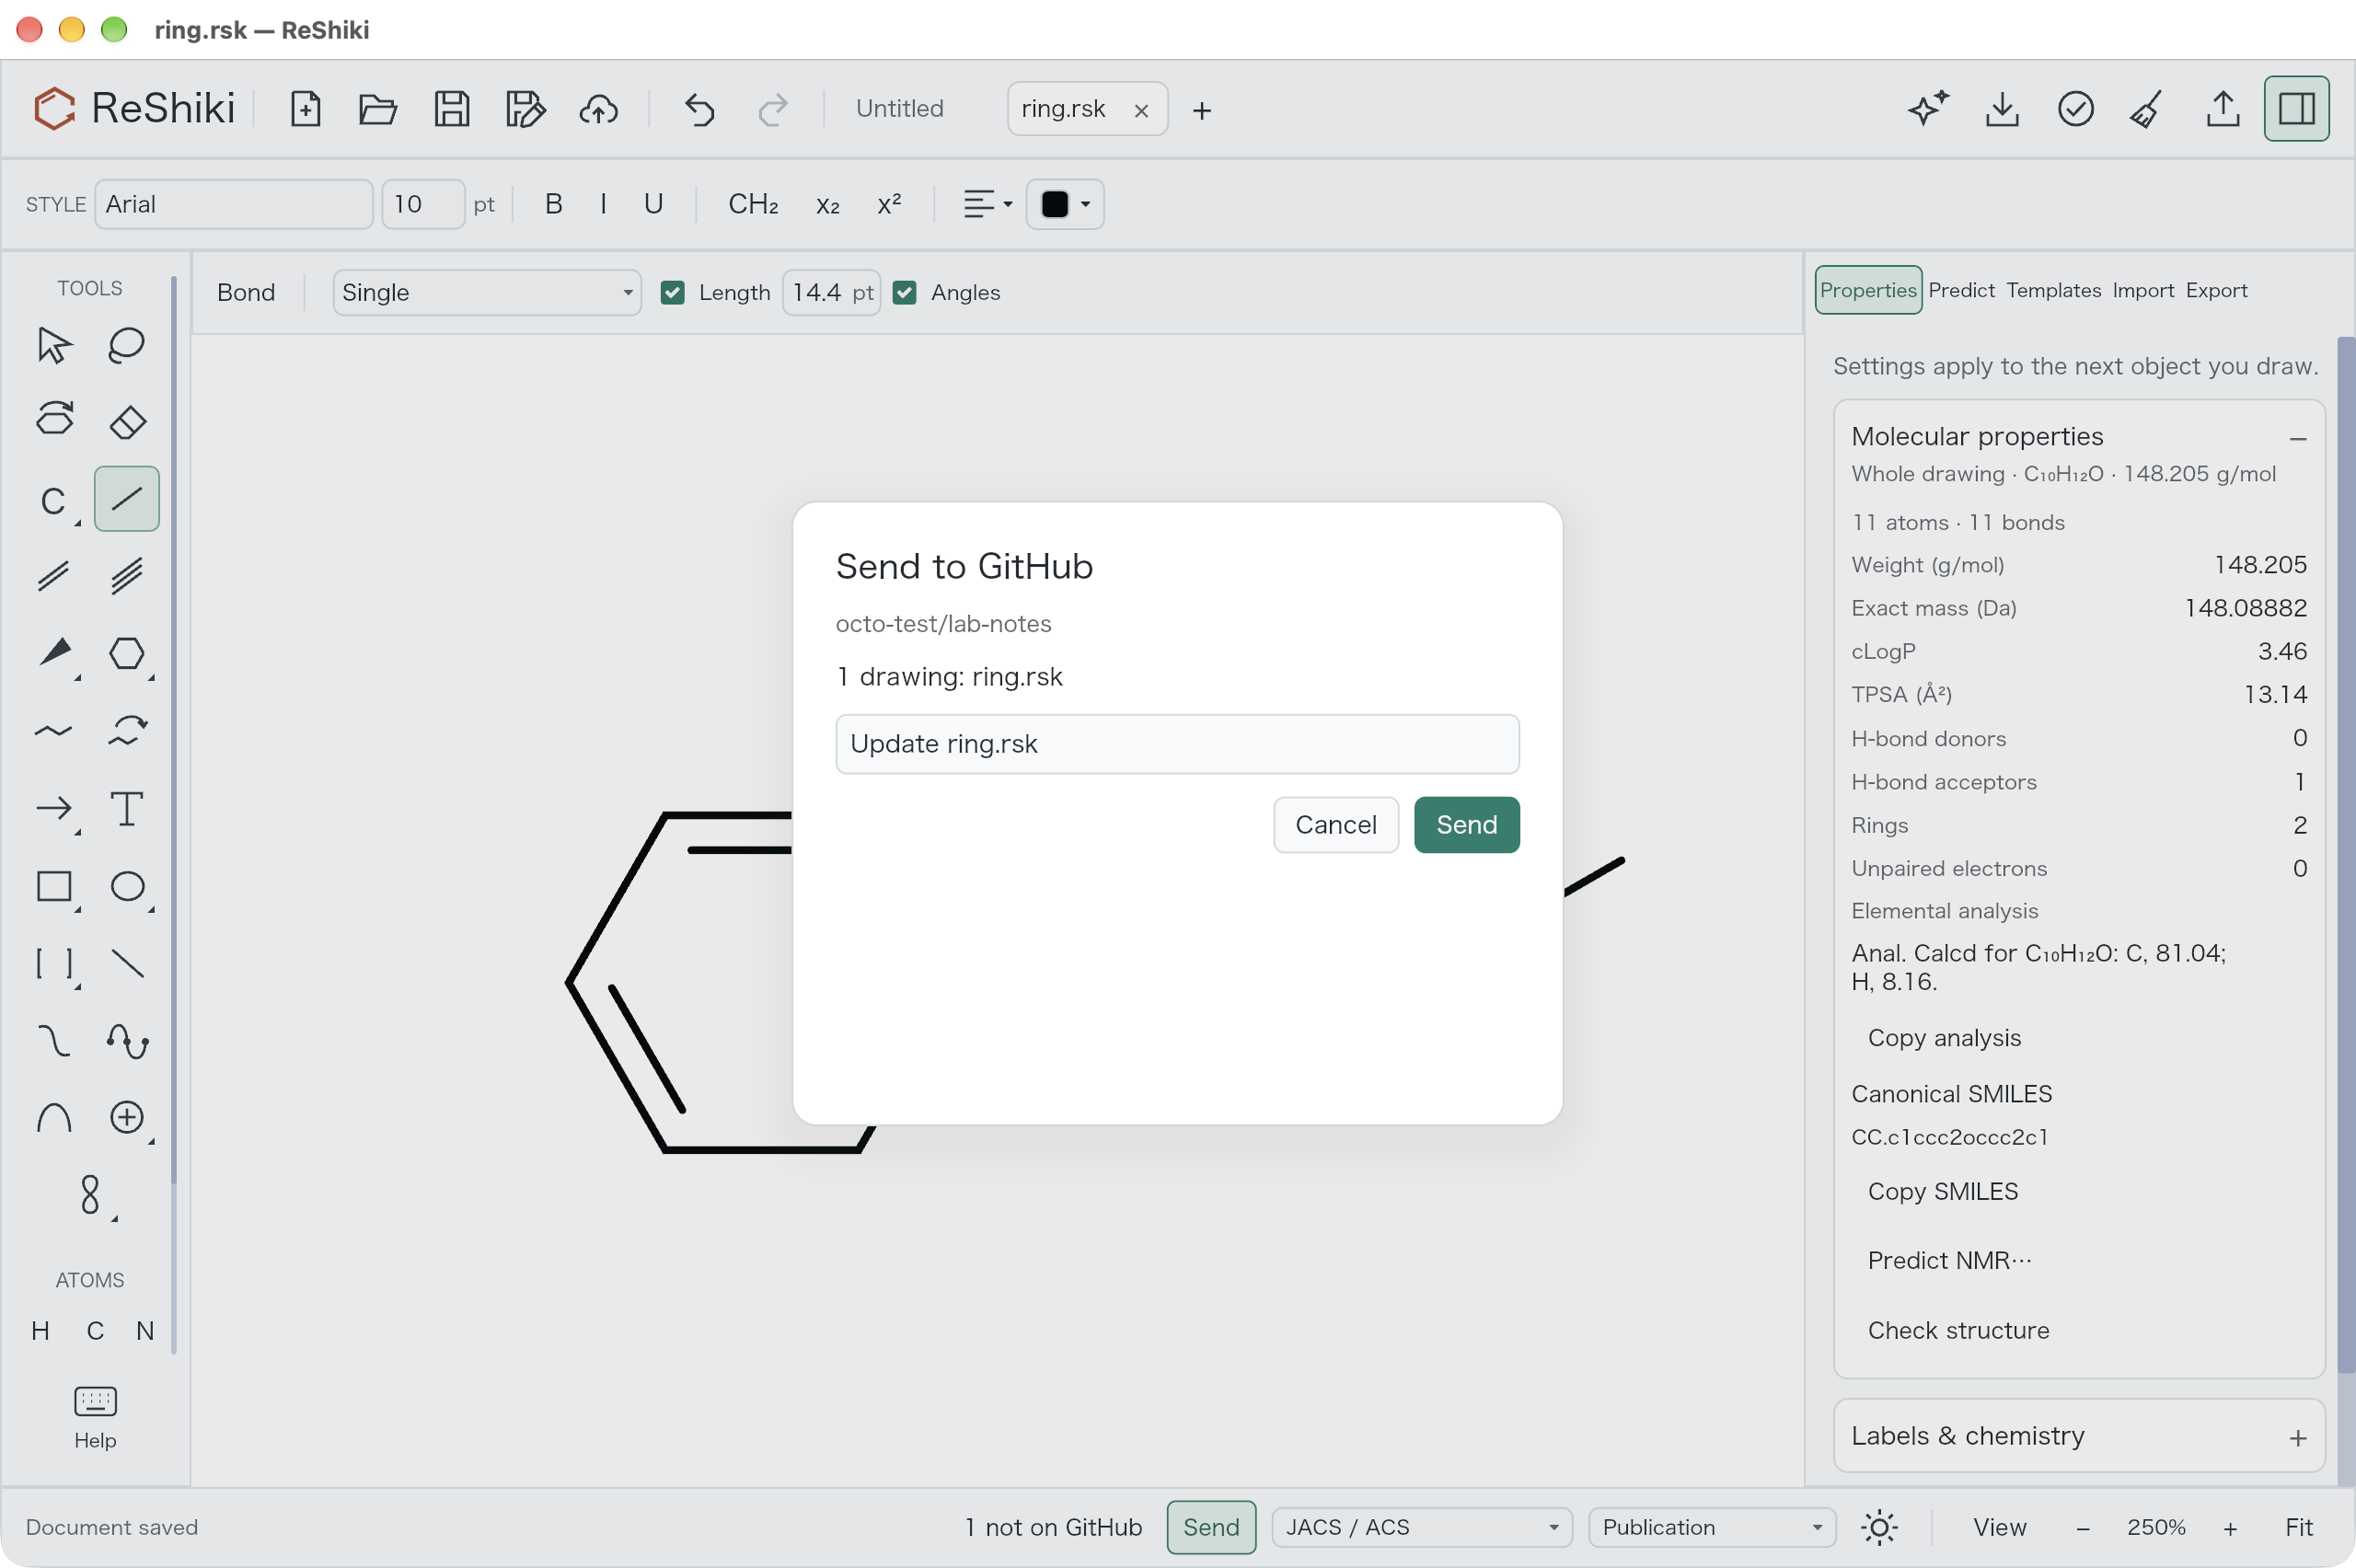 ring.rsk — ReShiki
ReShiki
Untitled
ring.rsk × +
STYLE Arial 10 pt B I U CH₂ x₂ x² 
TOOLS
Bond Single Length 14.4 pt Angles
Properties Predict Templates Import Export
Settings apply to the next object you draw.
Molecular properties −
Whole drawing · C₁₀H₁₂O · 148.205 g/mol
11 atoms · 11 bonds
Weight (g/mol) 148.205
Exact mass (Da) 148.08882
cLogP 3.46
TPSA (Å²) 13.14
H-bond donors 0
H-bond acceptors 1
Rings 2
Unpaired electrons 0
Elemental analysis
Anal. Calcd for C₁₀H₁₂O: C, 81.04;
H, 8.16.
Copy analysis
Canonical SMILES
CC.c1ccc2occc2c1
Copy SMILES
Predict NMR⋯
Check structure
Labels & chemistry +
C
T
[ ]
ATOMS
H C N
Help
Send to GitHub
octo-test/lab-notes
1 drawing: ring.rsk
Update ring.rsk
Cancel Send
Document saved
1 not on GitHub Send JACS / ACS Publication View − 250% + Fit